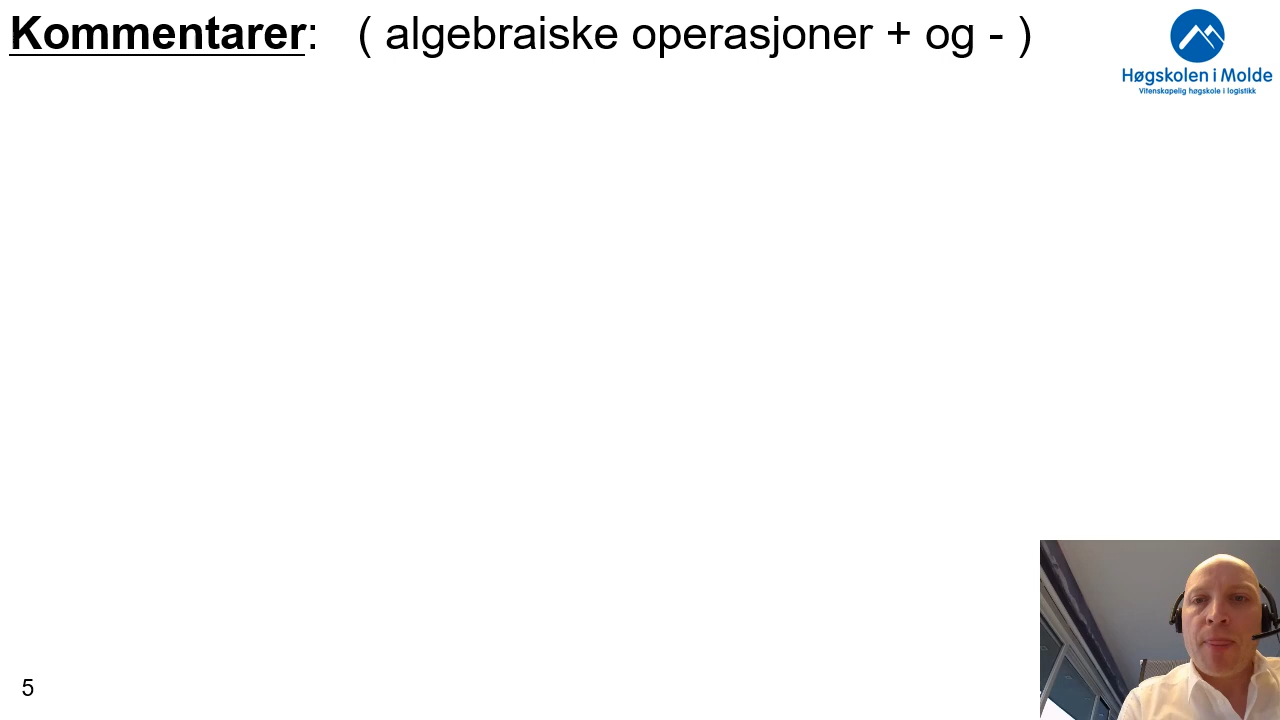 Kommentarer: ( algebraiske operasjoner + og - )
Høgskolen i Molde
Vitenskapelig høgskole i logistikk
5